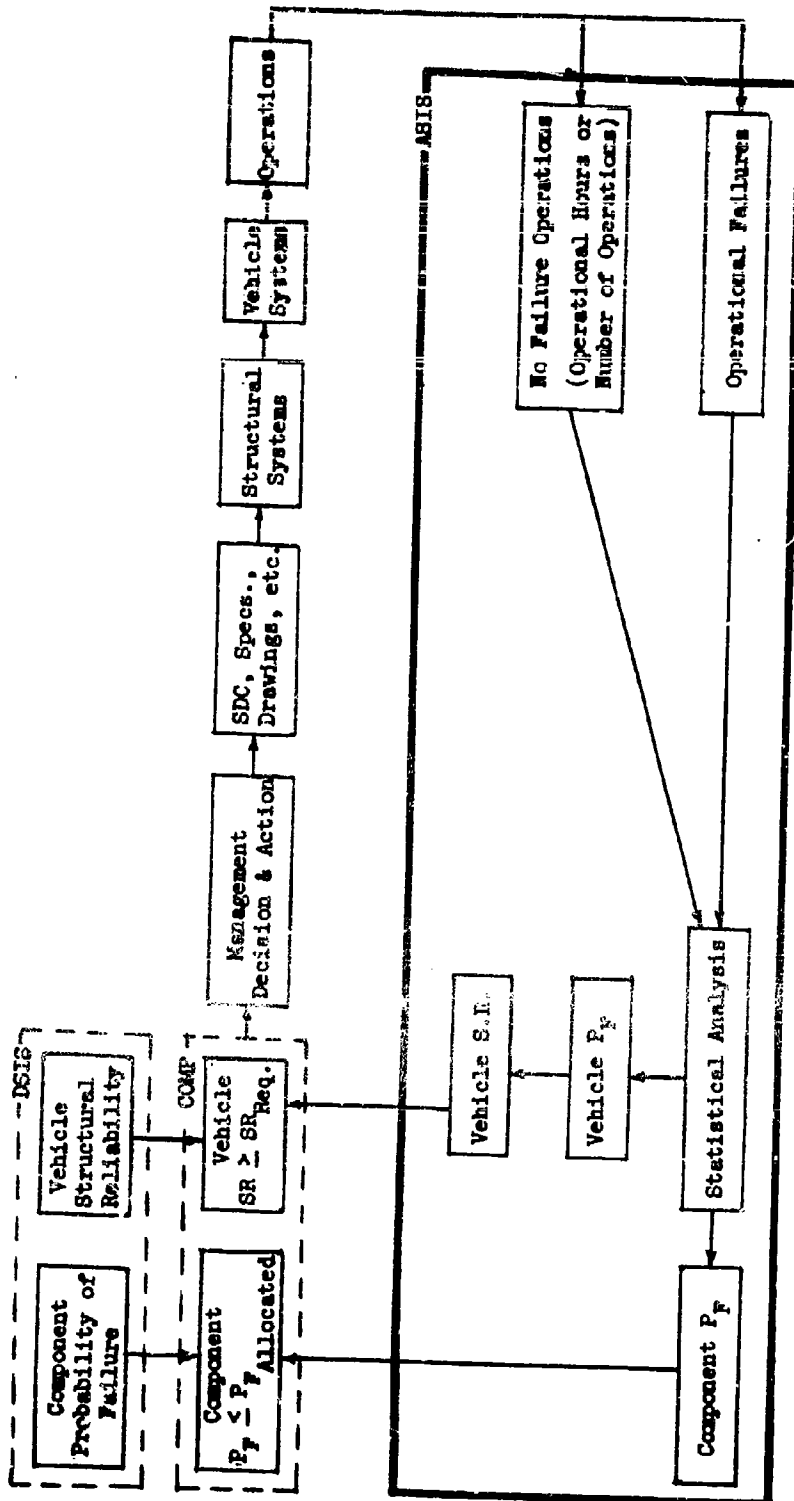 DSIS
Component
Probability of
Failure
Vehicle
Structural
Reliability
COMP
Component
P_F ≤ P_F Allocated
Vehicle
SR ≥ SR Req.
Management
Decision & Action
SDC, Specs.,
Drawings, etc.
Structural
Systems
Vehicle
Systems
Operations
ASIS
Component P_F
Statistical Analysis
Vehicle P_F
Vehicle S.R.
No Failure Operations
(Operational Hours or
Number of Operations)
Operational Failures